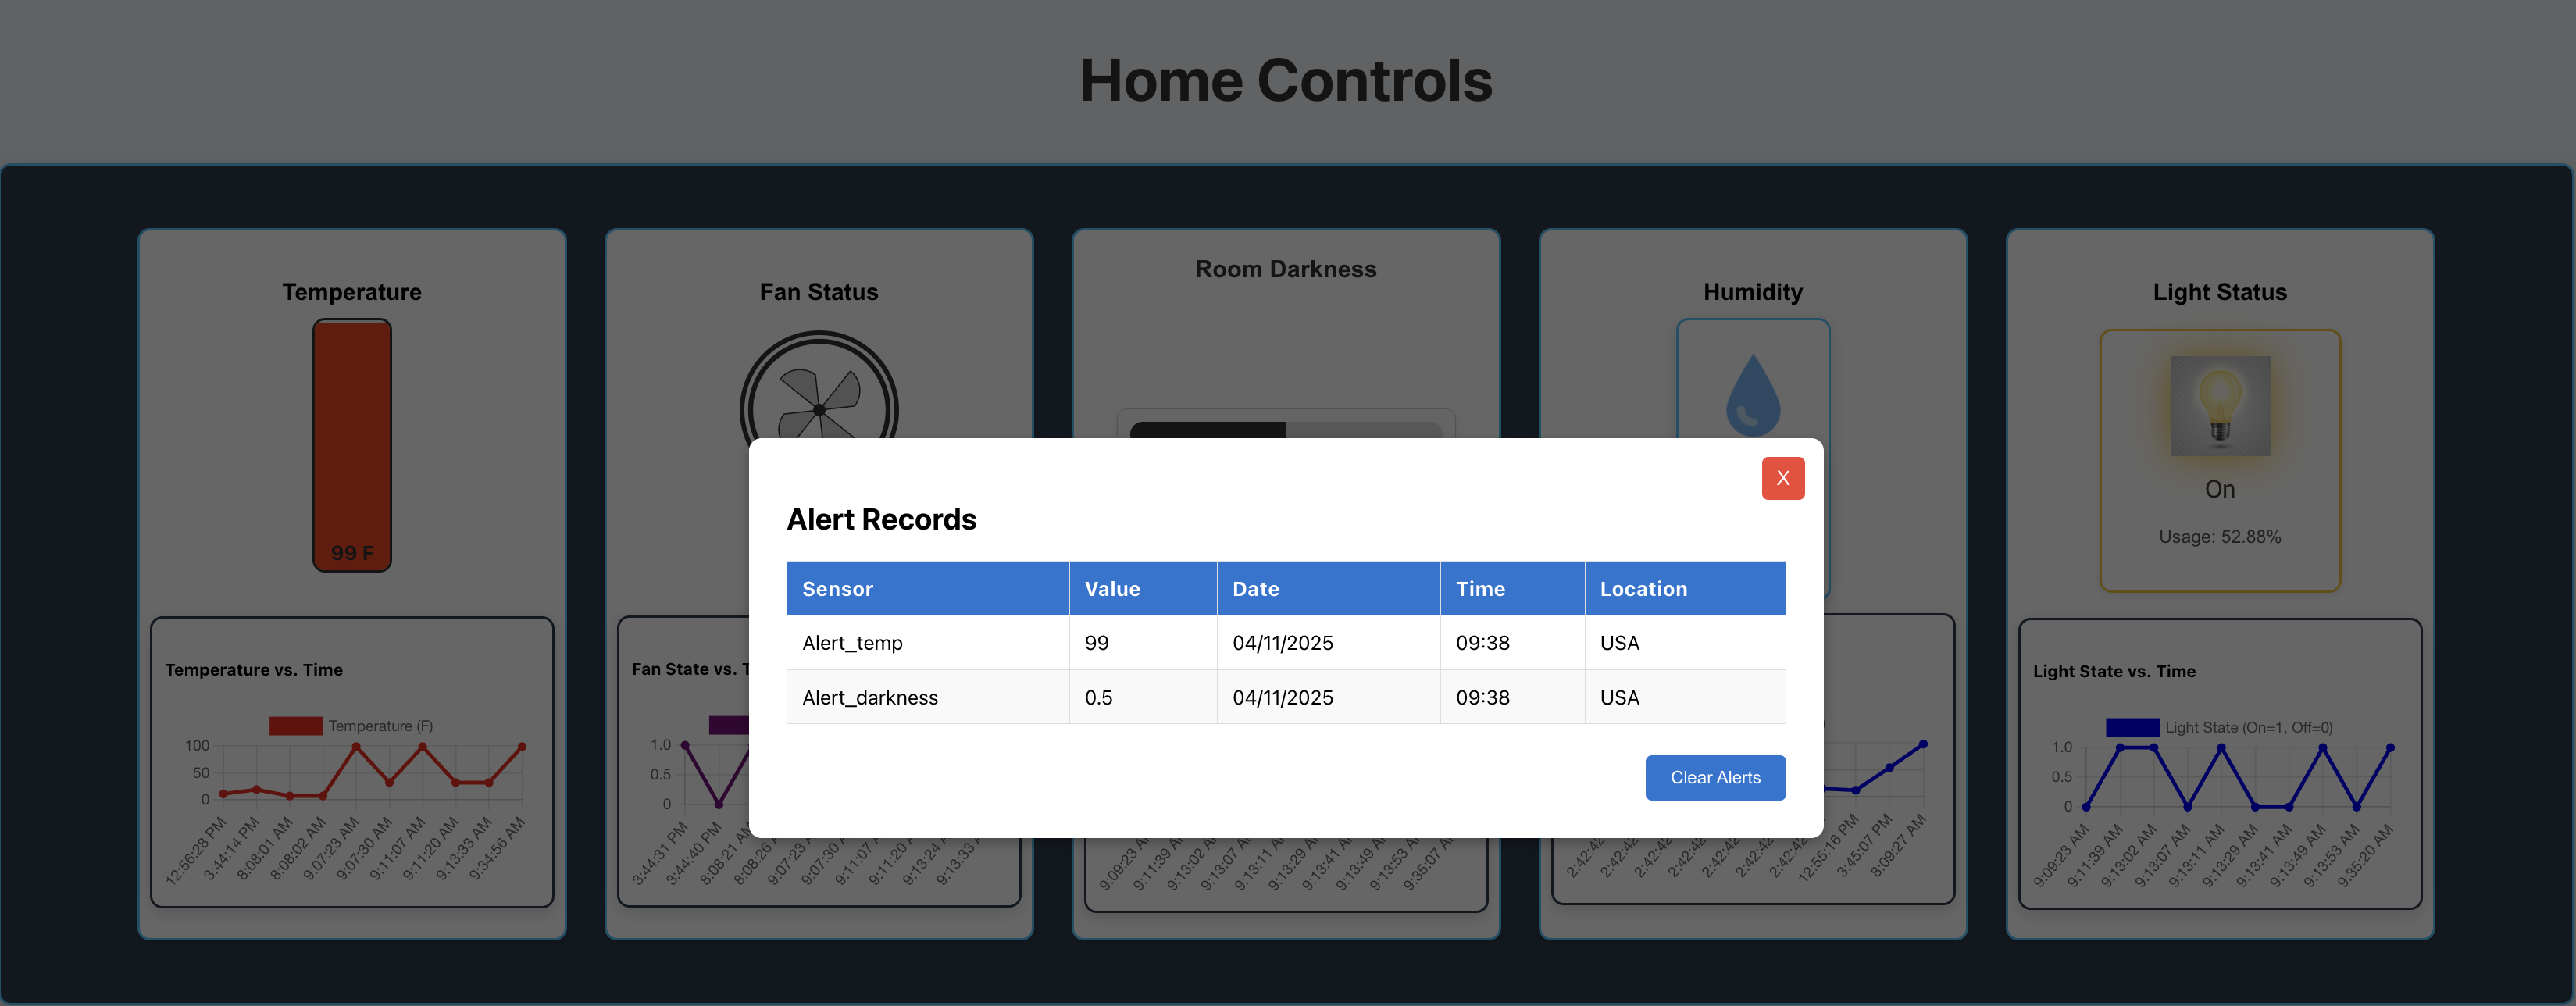 Home Controls
Temperature
99 F
Temperature vs. Time
Temperature (F)
100
50
0
12:56:28 PM
3:44:14 PM
8:08:01 AM
8:08:02 AM
9:07:23 AM
9:07:30 AM
9:11:07 AM
9:11:20 AM
9:13:33 AM
9:34:56 AM
Fan Status
Fan State vs. T
1.0
0.5
0
3:44:31 PM
3:44:40 PM
8:08:21 AM
8:08:26 A
9:07:23
9:07:30
9:11:07
9:11:20
9:13:24
9:13:33
Room Darkness
9:09:23 A
9:11:39 A
9:13:02
9:13:07
9:13:11
9:13:29
9:13:41
9:13:49
9:13:53
9:35:07
Humidity
2:42:42
2:42:42
2:42:42
2:42:42
2:42:42
2:42:42
2:42:42
12:55:16 PM
3:45:07 PM
8:09:27 AM
Light Status
On
Usage: 52.88%
Light State vs. Time
Light State (On=1, Off=0)
1.0
0.5
0
9:09:23 AM
9:11:39 AM
9:13:02 AM
9:13:07 AM
9:13:11 AM
9:13:29 AM
9:13:41 AM
9:13:49 AM
9:13:53 AM
9:35:20 AM
X
Alert Records
Sensor Value Date Time Location
Alert_temp 99 04/11/2025 09:38 USA
Alert_darkness 0.5 04/11/2025 09:38 USA
Clear Alerts